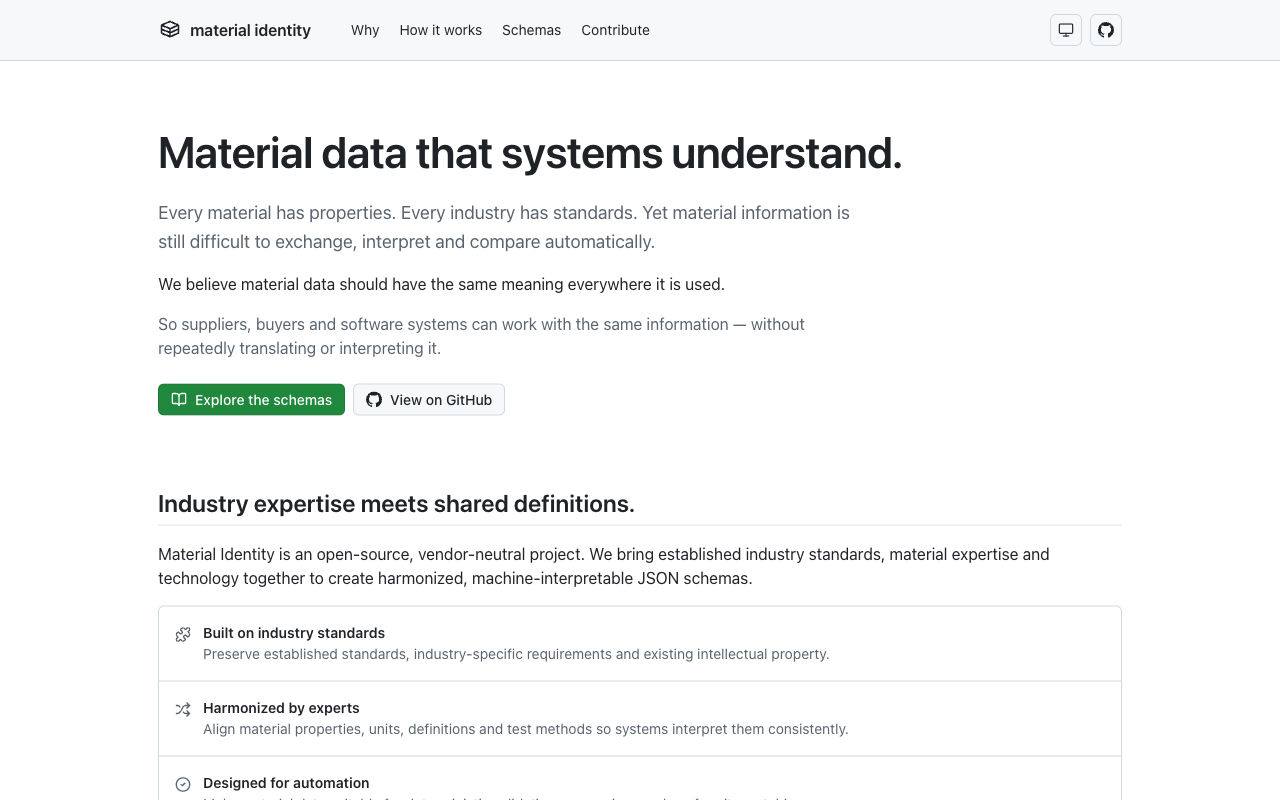 material identity
Why
How it works
Schemas
Contribute
Material data that systems understand.
Every material has properties. Every industry has standards. Yet material information is
still difficult to exchange, interpret and compare automatically.
We believe material data should have the same meaning everywhere it is used.
So suppliers, buyers and software systems can work with the same information — without
repeatedly translating or interpreting it.
Explore the schemas
View on GitHub
Industry expertise meets shared definitions.
Material Identity is an open-source, vendor-neutral project. We bring established industry standards, material expertise and
technology together to create harmonized, machine-interpretable JSON schemas.
Built on industry standards
Preserve established standards, industry-specific requirements and existing intellectual property.
Harmonized by experts
Align material properties, units, definitions and test methods so systems interpret them consistently.
Designed for automation